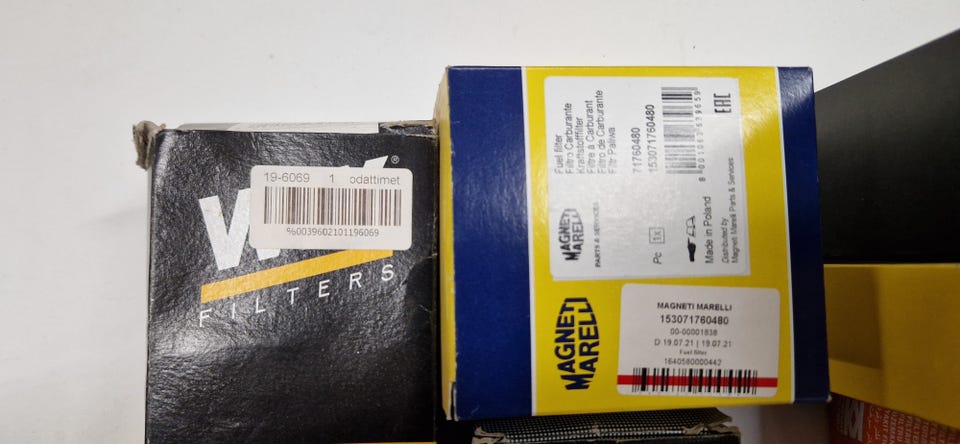 19-6069 1 odattimet
%0039602101196069
®
FILTERS
Fuel filter
Filtro Carburante
Kraftstofffilter
Filtre à Carburant
Filtro de Carburante
Filtr Paliwa
71760480
153071760480
EAC
MAGNETI
MARELLI
PARTS & SERVICES
Pc 1x
Made in Poland
Distributed by
Magneti Marelli Parts & Services
MAGNETI
MARELLI
MAGNETI MARELLI
153071760480
00-00001838
D 19.07.21 | 19.07.21
Fuel filter
1640580000442